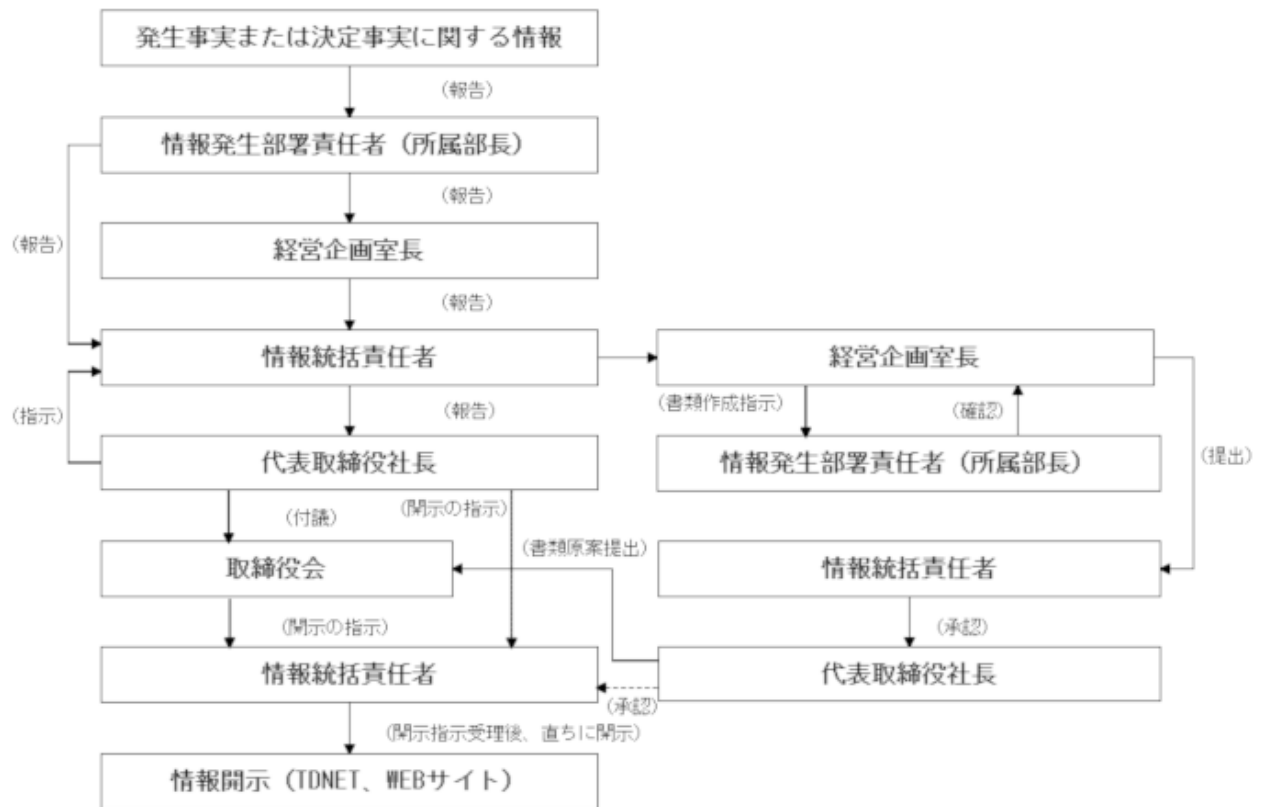 発生事実または決定事実に関する情報
（報告）
情報発生部署責任者（所属部長）
（報告）
（報告）
経営企画室長
（報告）
情報統括責任者
経営企画室長
（指示）
（報告）
（書類作成指示）
（確認）
代表取締役社長
情報発生部署責任者（所属部長）
（提出）
（付議）
（開示の指示）
（書類原案提出）
取締役会
情報統括責任者
（開示の指示）
（承認）
情報統括責任者
代表取締役社長
（承認）
（開示指示受理後、直ちに開示）
情報開示（TDNET、WEBサイト）